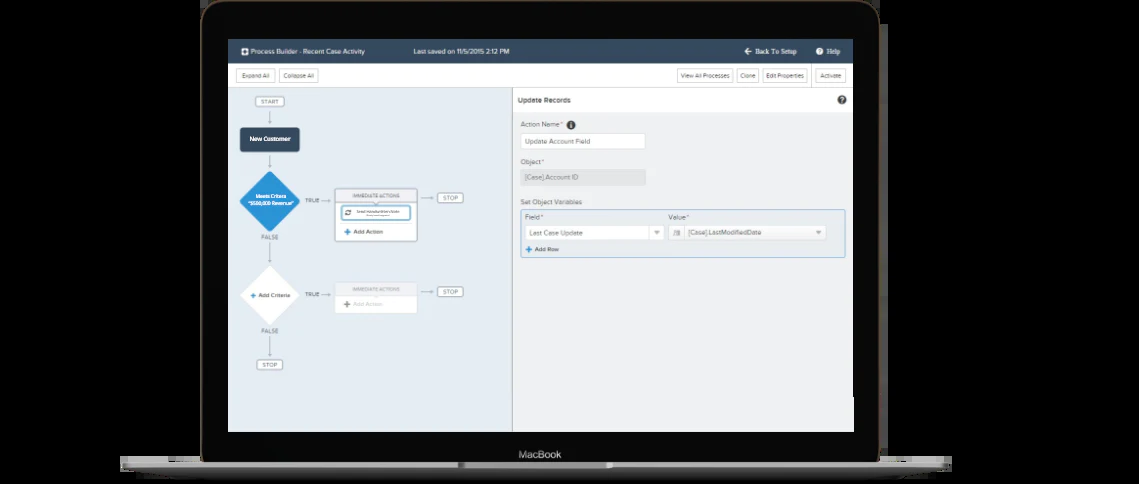 Process Builder - Recent Case Activity
Last saved on 11/5/2015 2:12 PM
Back To Setup
Help
Expand All
Collapse All
View All Processes
Clone
Edit Properties
Activate
START
New Customer
Meets Criteria
"$500,000 Revenue"
TRUE
IMMEDIATE ACTIONS
Add Action
STOP
FALSE
Add Criteria
TRUE
IMMEDIATE ACTIONS
Add Action
STOP
FALSE
STOP
Update Records
Action Name*
Update Account Field
Object*
[Case].Account ID
Set Object Variables
Field*
Value*
Last Case Update
[Case].LastModifiedDate
Add Row
MacBook